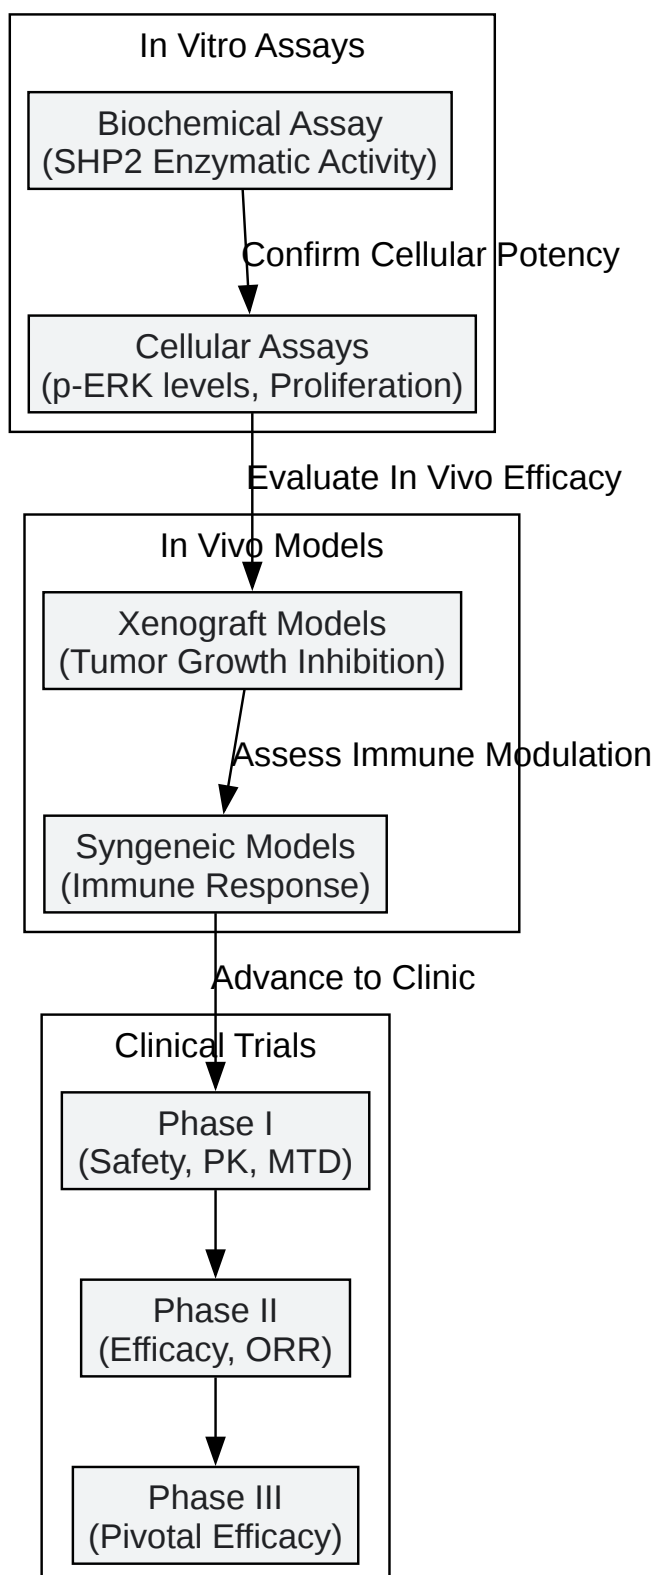 In Vitro Assays
Biochemical Assay
(SHP2 Enzymatic Activity)
Confirm Cellular Potency
Cellular Assays
(p-ERK levels, Proliferation)
Evaluate In Vivo Efficacy
In Vivo Models
Xenograft Models
(Tumor Growth Inhibition)
Assess Immune Modulation
Syngeneic Models
(Immune Response)
Advance to Clinic
Clinical Trials
Phase I
(Safety, PK, MTD)
Phase II
(Efficacy, ORR)
Phase III
(Pivotal Efficacy)